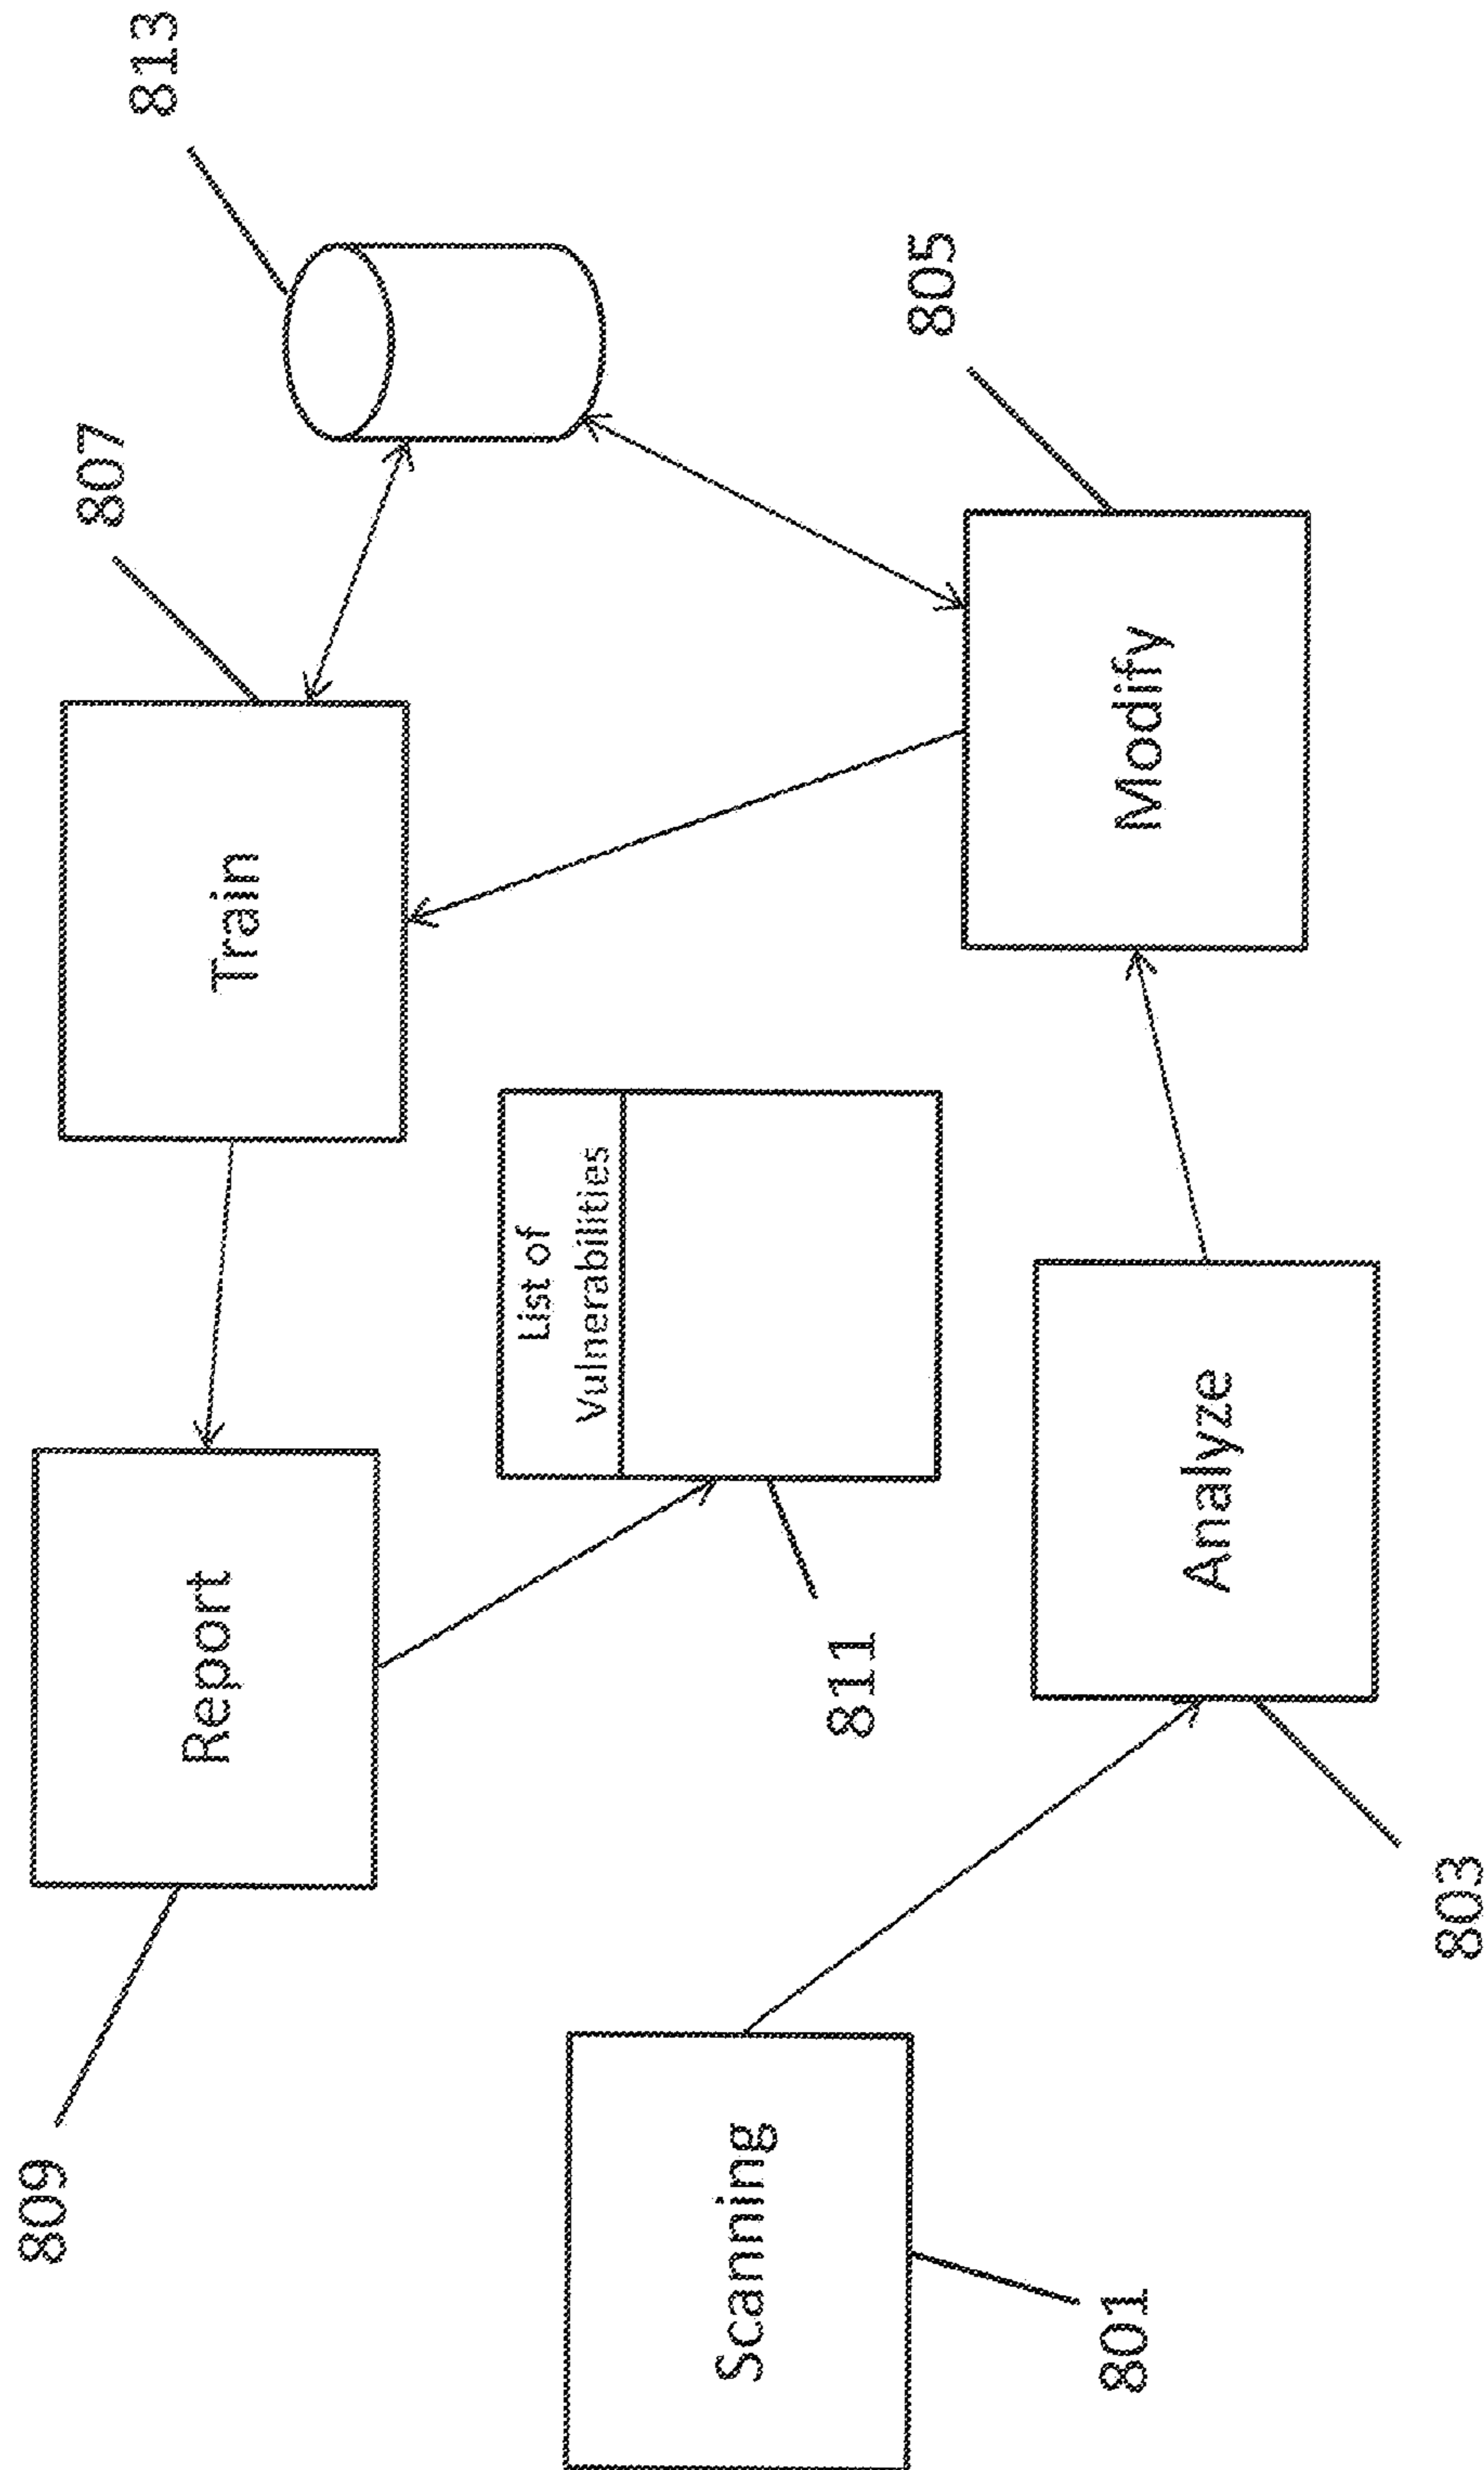 809
807
813
Report
Train
List of
Vulnerabilities
Scanning
811
805
801
Modify
Analyze
803